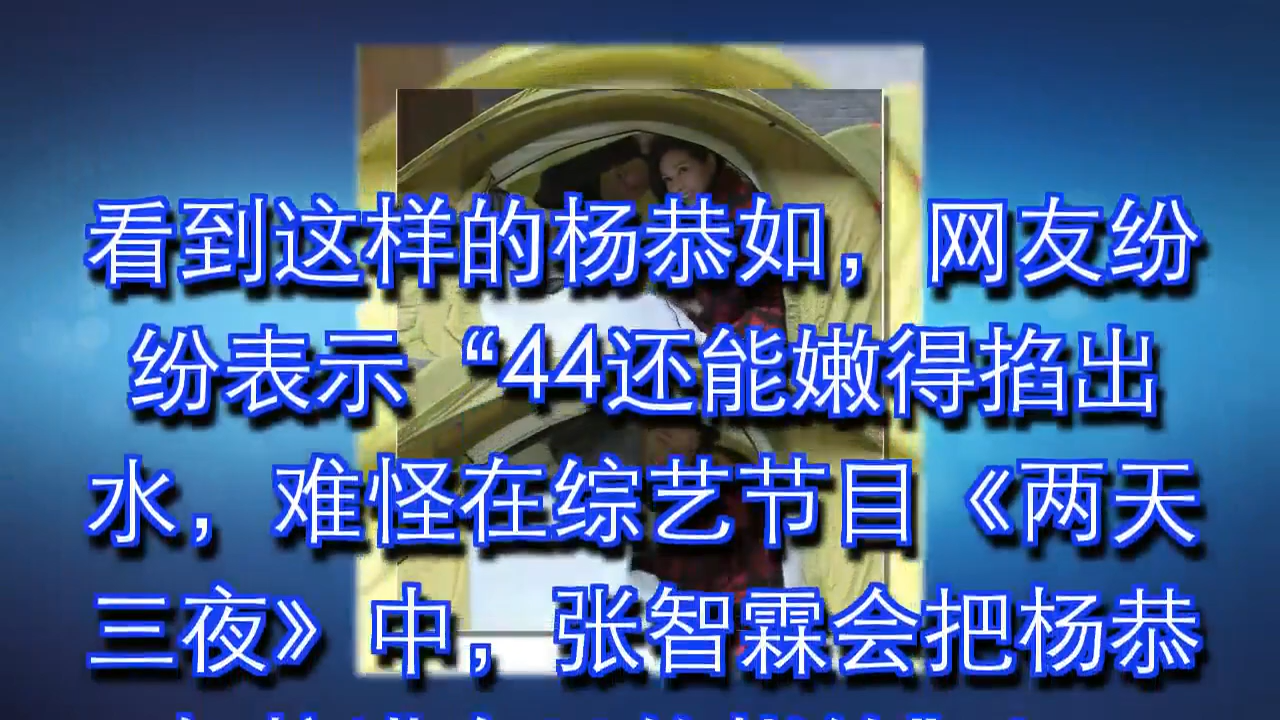 看到这样的杨恭如，网友纷
纷表示“44还能嫩得掐出
水，难怪在综艺节目《两天
三夜》中，张智霖会把杨恭